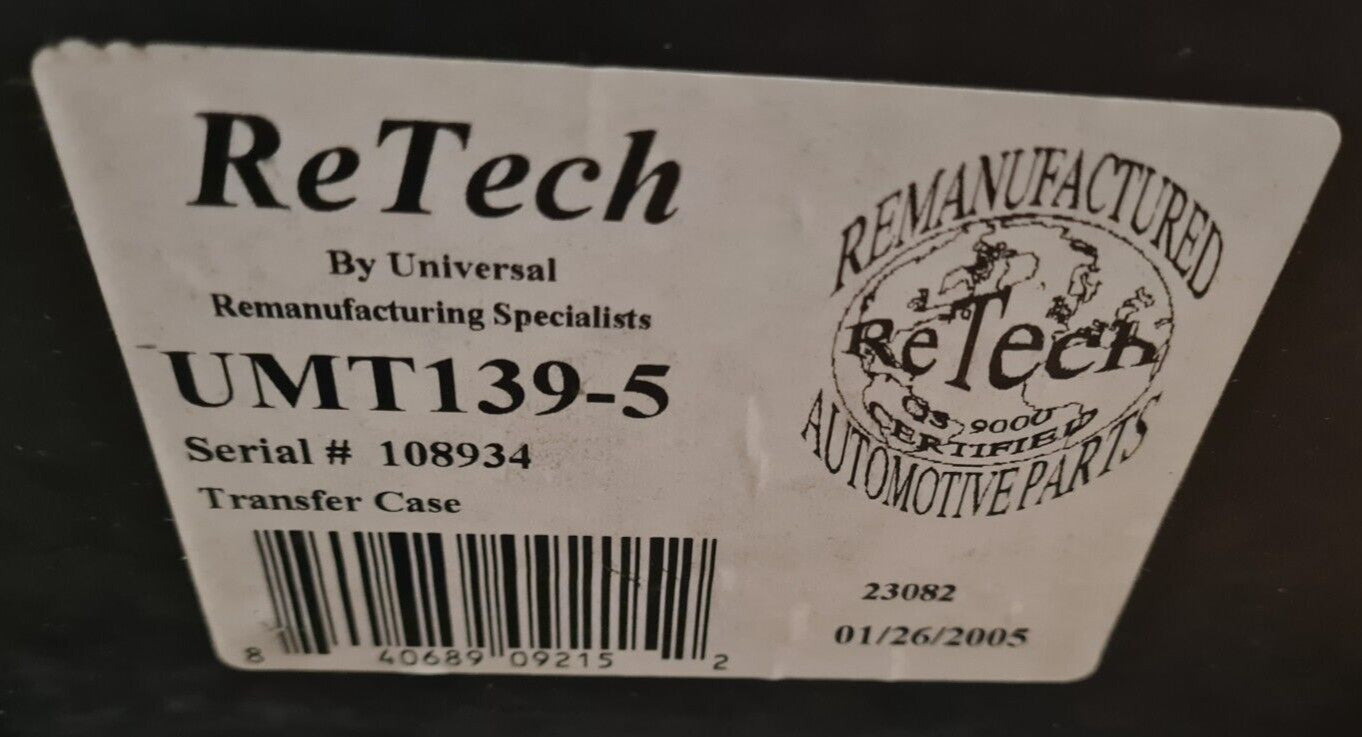 ReTech
By Universal
Remanufacturing Specialists
UMT139-5
Serial # 108934
Transfer Case
8 40689 09215 2
REMANUFACTURED
ReTech
QS 9000
CERTIFIED
AUTOMOTIVE PARTS
23082
01/26/2005